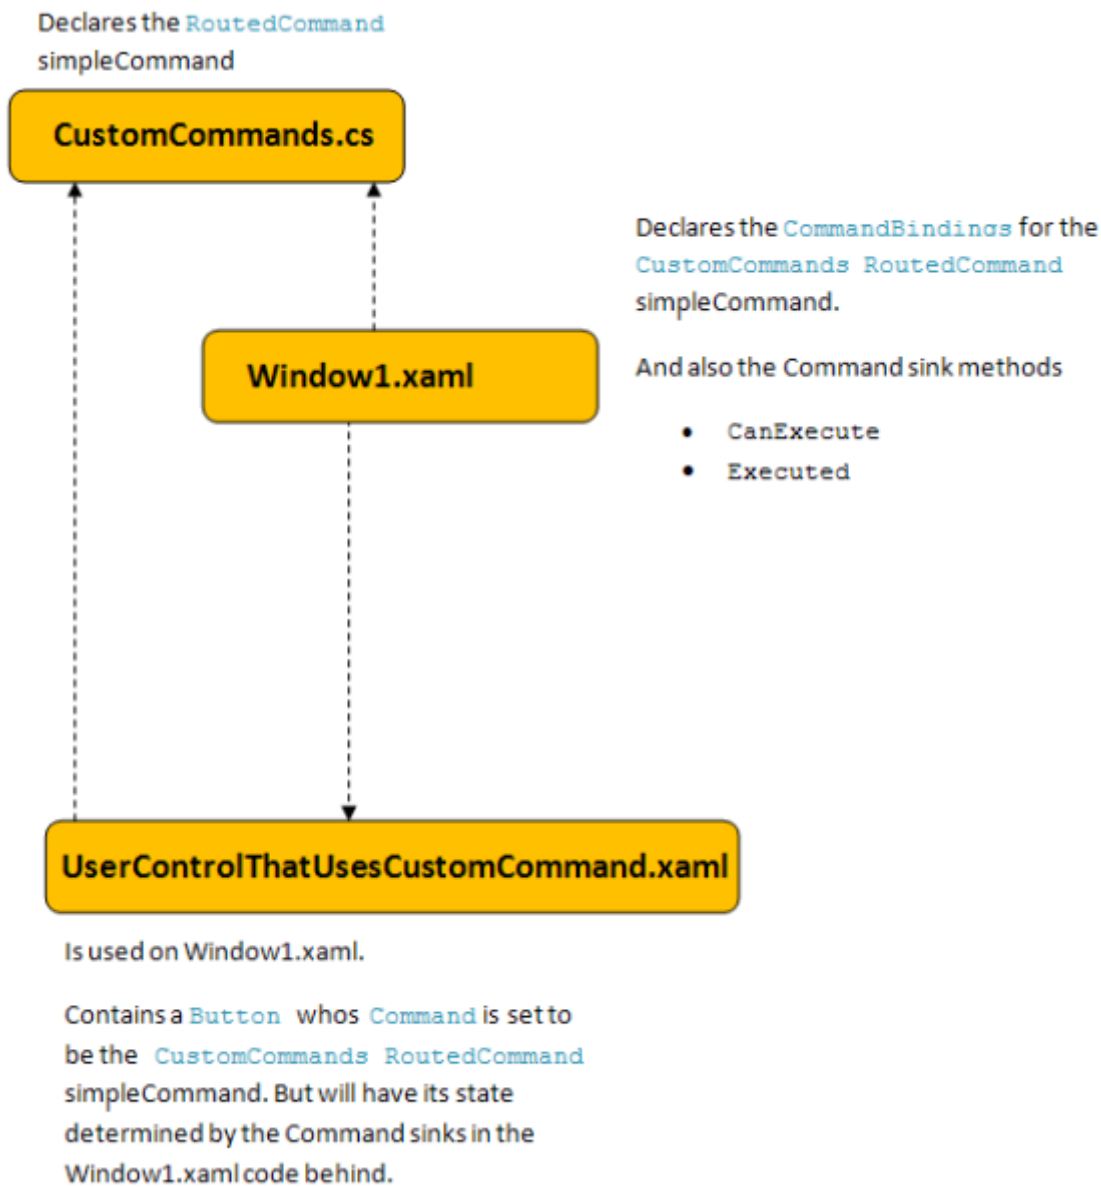 Declares the RoutedCommand
simpleCommand
CustomCommands.cs
Declares the CommandBindings for the
CustomCommands RoutedCommand
simpleCommand.
And also the Command sink methods
• CanExecute
• Executed
Window1.xaml
UserControlThatUsesCustomCommand.xaml
Is used on Window1.xaml.
Contains a Button whos Command is set to
be the CustomCommands RoutedCommand
simpleCommand. But will have its state
determined by the Command sinks in the
Window1.xaml code behind.